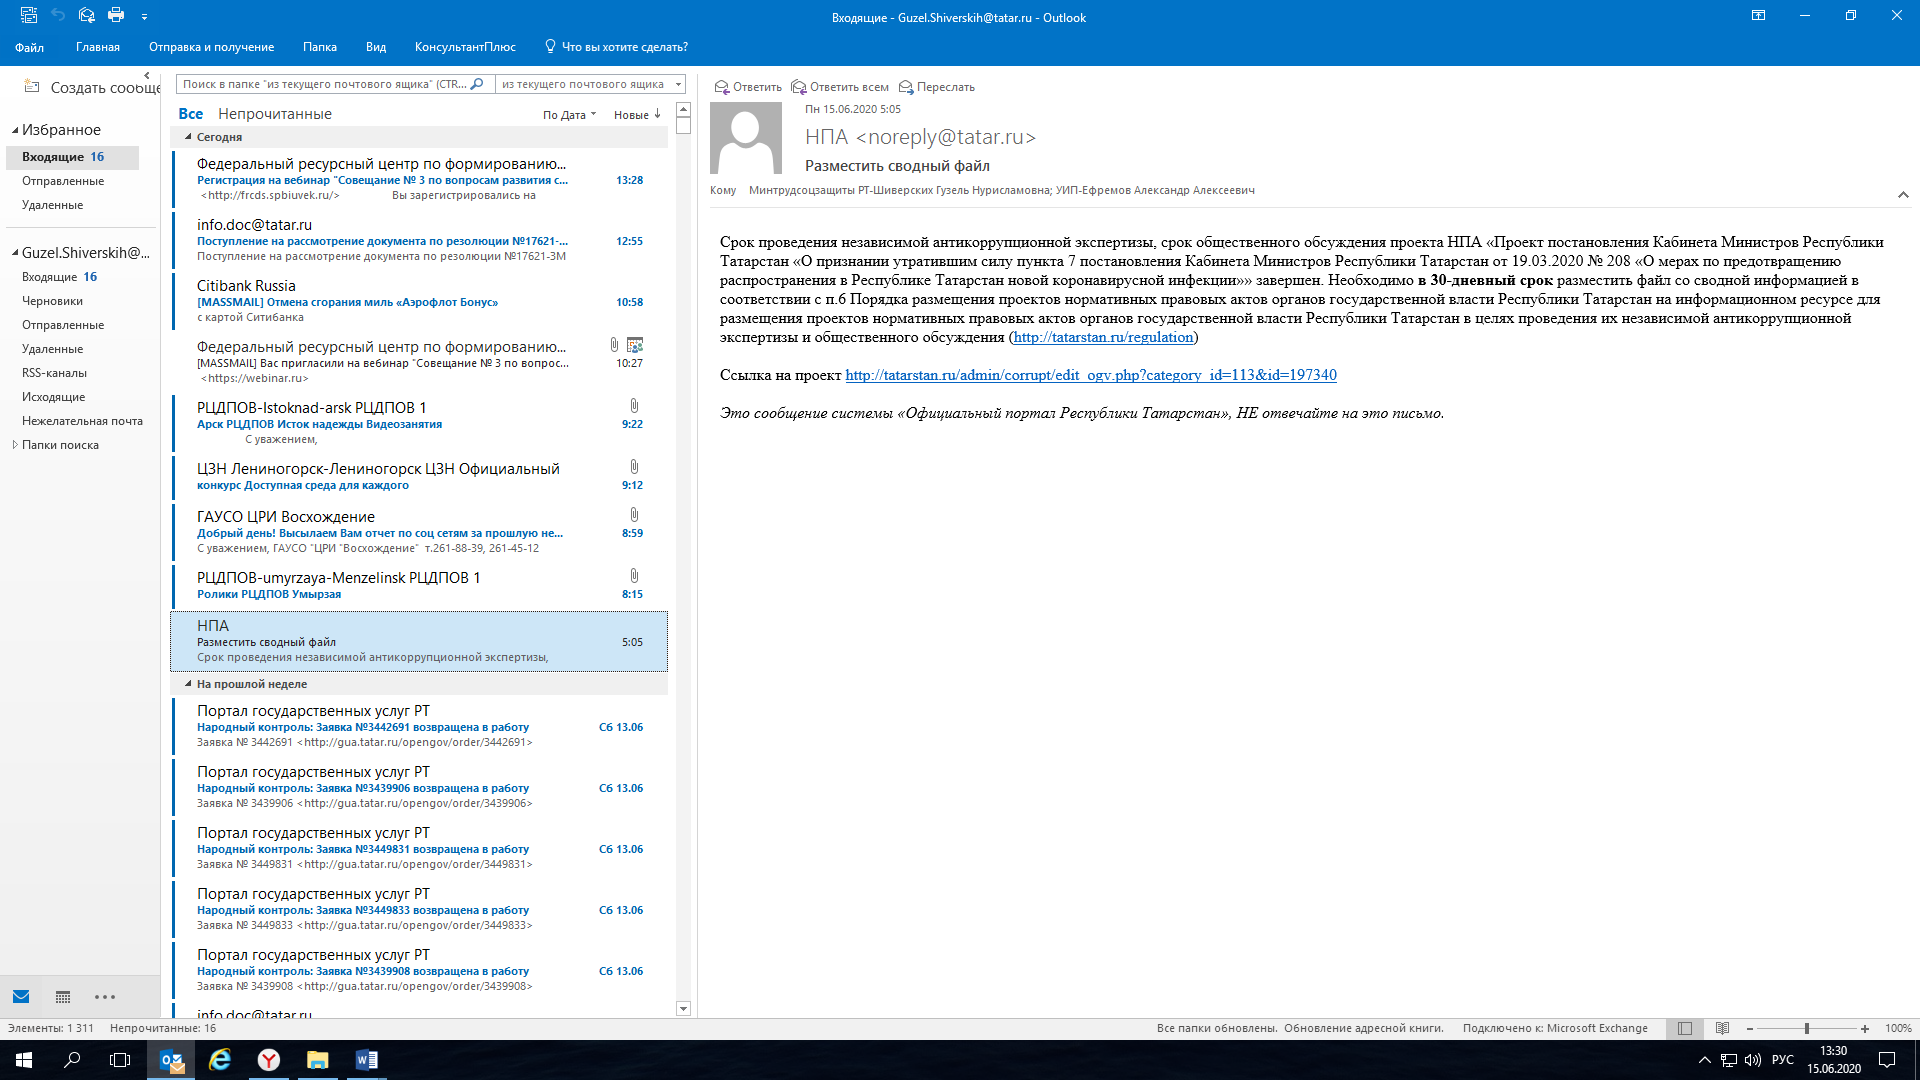 Входящие - Guzel.Shiverskih@tatar.ru - Outlook
Файл Главная Отправка и получение Папка Вид КонсультантПлюс Что вы хотите сделать?
Создать сообще
Избранное
Входящие 16
Отправленные
Удаленные
Guzel.Shiverskih@...
Входящие 16
Черновики
Отправленные
Удаленные
RSS-каналы
Исходящие
Нежелательная почта
Папки поиска
Поиск в папке "из текущего почтового ящика" (CTR... из текущего почтового ящика
Все Непрочитанные По Дата Новые
Сегодня
Федеральный ресурсный центр по формированию...
Регистрация на вебинар "Совещание № 3 по вопросам развития с... 13:28
<http://frcds.spbiuvek.ru/> Вы зарегистрировались на
info.doc@tatar.ru
Поступление на рассмотрение документа по резолюции №17621-... 12:55
Поступление на рассмотрение документа по резолюции №17621-ЗМ
Citibank Russia
[MASSMAIL] Отмена сгорания миль «Аэрофлот Бонус» 10:58
с картой Ситибанка
Федеральный ресурсный центр по формированию...
[MASSMAIL] Вас пригласили на вебинар "Совещание № 3 по вопрос... 10:27
<https://webinar.ru>
РЦДПОВ-Istoknad-arsk РЦДПОВ 1
Арск РЦДПОВ Исток надежды Видеозанятия 9:22
С уважением,
ЦЗН Лениногорск-Лениногорск ЦЗН Официальный
конкурс Доступная среда для каждого 9:12
ГАУСО ЦРИ Восхождение
Добрый день! Высылаем Вам отчет по соц сетям за прошлую не... 8:59
С уважением, ГАУСО "ЦРИ "Восхождение" т.261-88-39, 261-45-12
РЦДПОВ-umyrzaya-Menzelinsk РЦДПОВ 1
Ролики РЦДПОВ Умырзая 8:15
НПА
Разместить сводный файл 5:05
Срок проведения независимой антикоррупционной экспертизы,
На прошлой неделе
Портал государственных услуг РТ
Народный контроль: Заявка №3442691 возвращена в работу Сб 13.06
Заявка № 3442691 <http://gua.tatar.ru/opengov/order/3442691>
Портал государственных услуг РТ
Народный контроль: Заявка №3439906 возвращена в работу Сб 13.06
Заявка № 3439906 <http://gua.tatar.ru/opengov/order/3439906>
Портал государственных услуг РТ
Народный контроль: Заявка №3449831 возвращена в работу Сб 13.06
Заявка № 3449831 <http://gua.tatar.ru/opengov/order/3449831>
Портал государственных услуг РТ
Народный контроль: Заявка №3449833 возвращена в работу Сб 13.06
Заявка № 3449833 <http://gua.tatar.ru/opengov/order/3449833>
Портал государственных услуг РТ
Народный контроль: Заявка №3439908 возвращена в работу Сб 13.06
Заявка № 3439908 <http://gua.tatar.ru/opengov/order/3439908>
info.doc@tatar.ru
Ответить Ответить всем Переслать
Пн 15.06.2020 5:05
НПА <noreply@tatar.ru>
Разместить сводный файл
Кому Минтрудсоцзащиты РТ-Шиверских Гузель Нурисламовна; УИП-Ефремов Александр Алексеевич
Срок проведения независимой антикоррупционной экспертизы, срок общественного обсуждения проекта НПА «Проект постановления Кабинета Министров Республики
Татарстан «О признании утратившим силу пункта 7 постановления Кабинета Министров Республики Татарстан от 19.03.2020 № 208 «О мерах по предотвращению
распространения в Республике Татарстан новой коронавирусной инфекции»» завершен. Необходимо в 30-дневный срок разместить файл со сводной информацией в
соответствии с п.6 Порядка размещения проектов нормативных правовых актов органов государственной власти Республики Татарстан на информационном ресурсе для
размещения проектов нормативных правовых актов органов государственной власти Республики Татарстан в целях проведения их независимой антикоррупционной
экспертизы и общественного обсуждения (http://tatarstan.ru/regulation)
Ссылка на проект http://tatarstan.ru/admin/corrupt/edit_ogv.php?category_id=113&id=197340
Это сообщение системы «Официальный портал Республики Татарстан», НЕ отвечайте на это письмо.
Элементы: 1 311 Непрочитанные: 16 Все папки обновлены. Обновление адресной книги. Подключено к: Microsoft Exchange 100%
РУС 13:30
15.06.2020